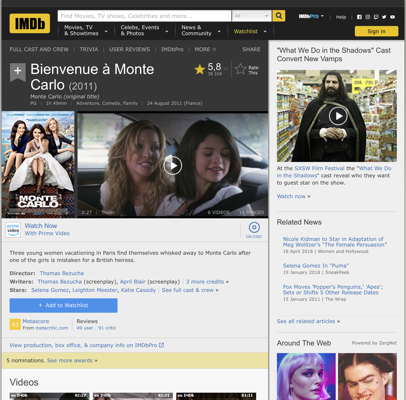 IMDb
Find Movies, TV shows, Celebrities and more...
All
IMDbPro
Help
Movies, TV
& Showtimes
Celebs, Events
& Photos
News &
Community
Watchlist
Sign in
FULL CAST AND CREW | TRIVIA | USER REVIEWS | IMDbPro | MORE
SHARE
Bienvenue à Monte
Carlo (2011)
Monte Carlo (original title)
PG | 1h 49min | Adventure, Comedy, Family | 24 August 2011 (France)
5,8
Rate
This
MONTE
CARLO
2:27 | Trailer
6 VIDEOS
IMAGES
prime
video
Watch Now
With Prime Video
ON DISC
Three young women vacationing in Paris find themselves whisked away to Monte Carlo after
one of the girls is mistaken for a British heiress.
Director: Thomas Bezucha
Writers: Thomas Bezucha (screenplay), April Blair (screenplay) | 3 more credits »
Stars: Selena Gomez, Leighton Meester, Katie Cassidy | See full cast & crew »
+ Add to Watchlist
Metascore
From metacritic.com
Reviews
49 user | 91 critic
View production, box office, & company info on IMDbPro
5 nominations. See more awards »
Videos
"What We Do in the Shadows" Cast
Convert New Vamps
At the SXSW Film Festival the "What We Do
in the Shadows" cast reveal who they want
to guest star on the show.
Watch now »
Related News
Nicole Kidman to Star in Adaptation of
Meg Wolitzer's "The Female Persuasion"
18 April 2018 | Women and Hollywood
Selena Gomez In "Puma"
19 January 2018 | SneakPeek
Fox Moves 'Popper's Penguins,' 'Apes';
Sets or Shifts 5 Other Release Dates
15 January 2011 | The Wrap
See all related articles »
Around The Web
Powered by ZergNet